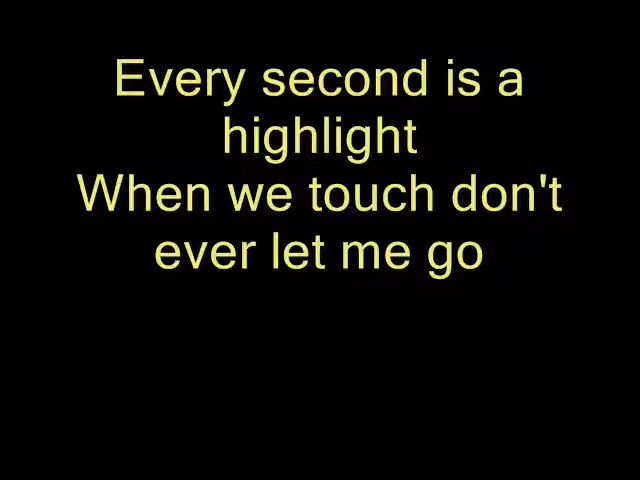 Every second is a
highlight
When we touch don't
ever let me go